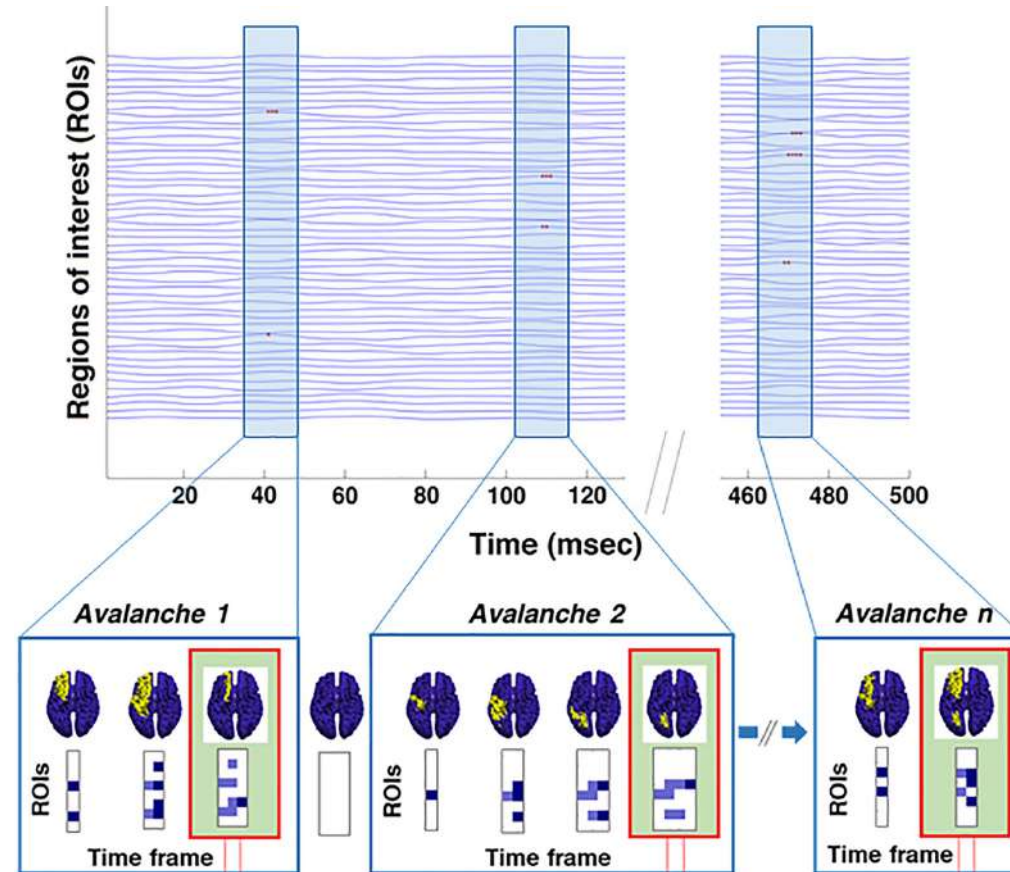 Regions of interest (ROIs)
20 40 60 80 100 120 460 480 500
Time (msec)
Avalanche 1 Avalanche 2 Avalanche n
ROIs ROIs ROIs
Time frame Time frame Time frame